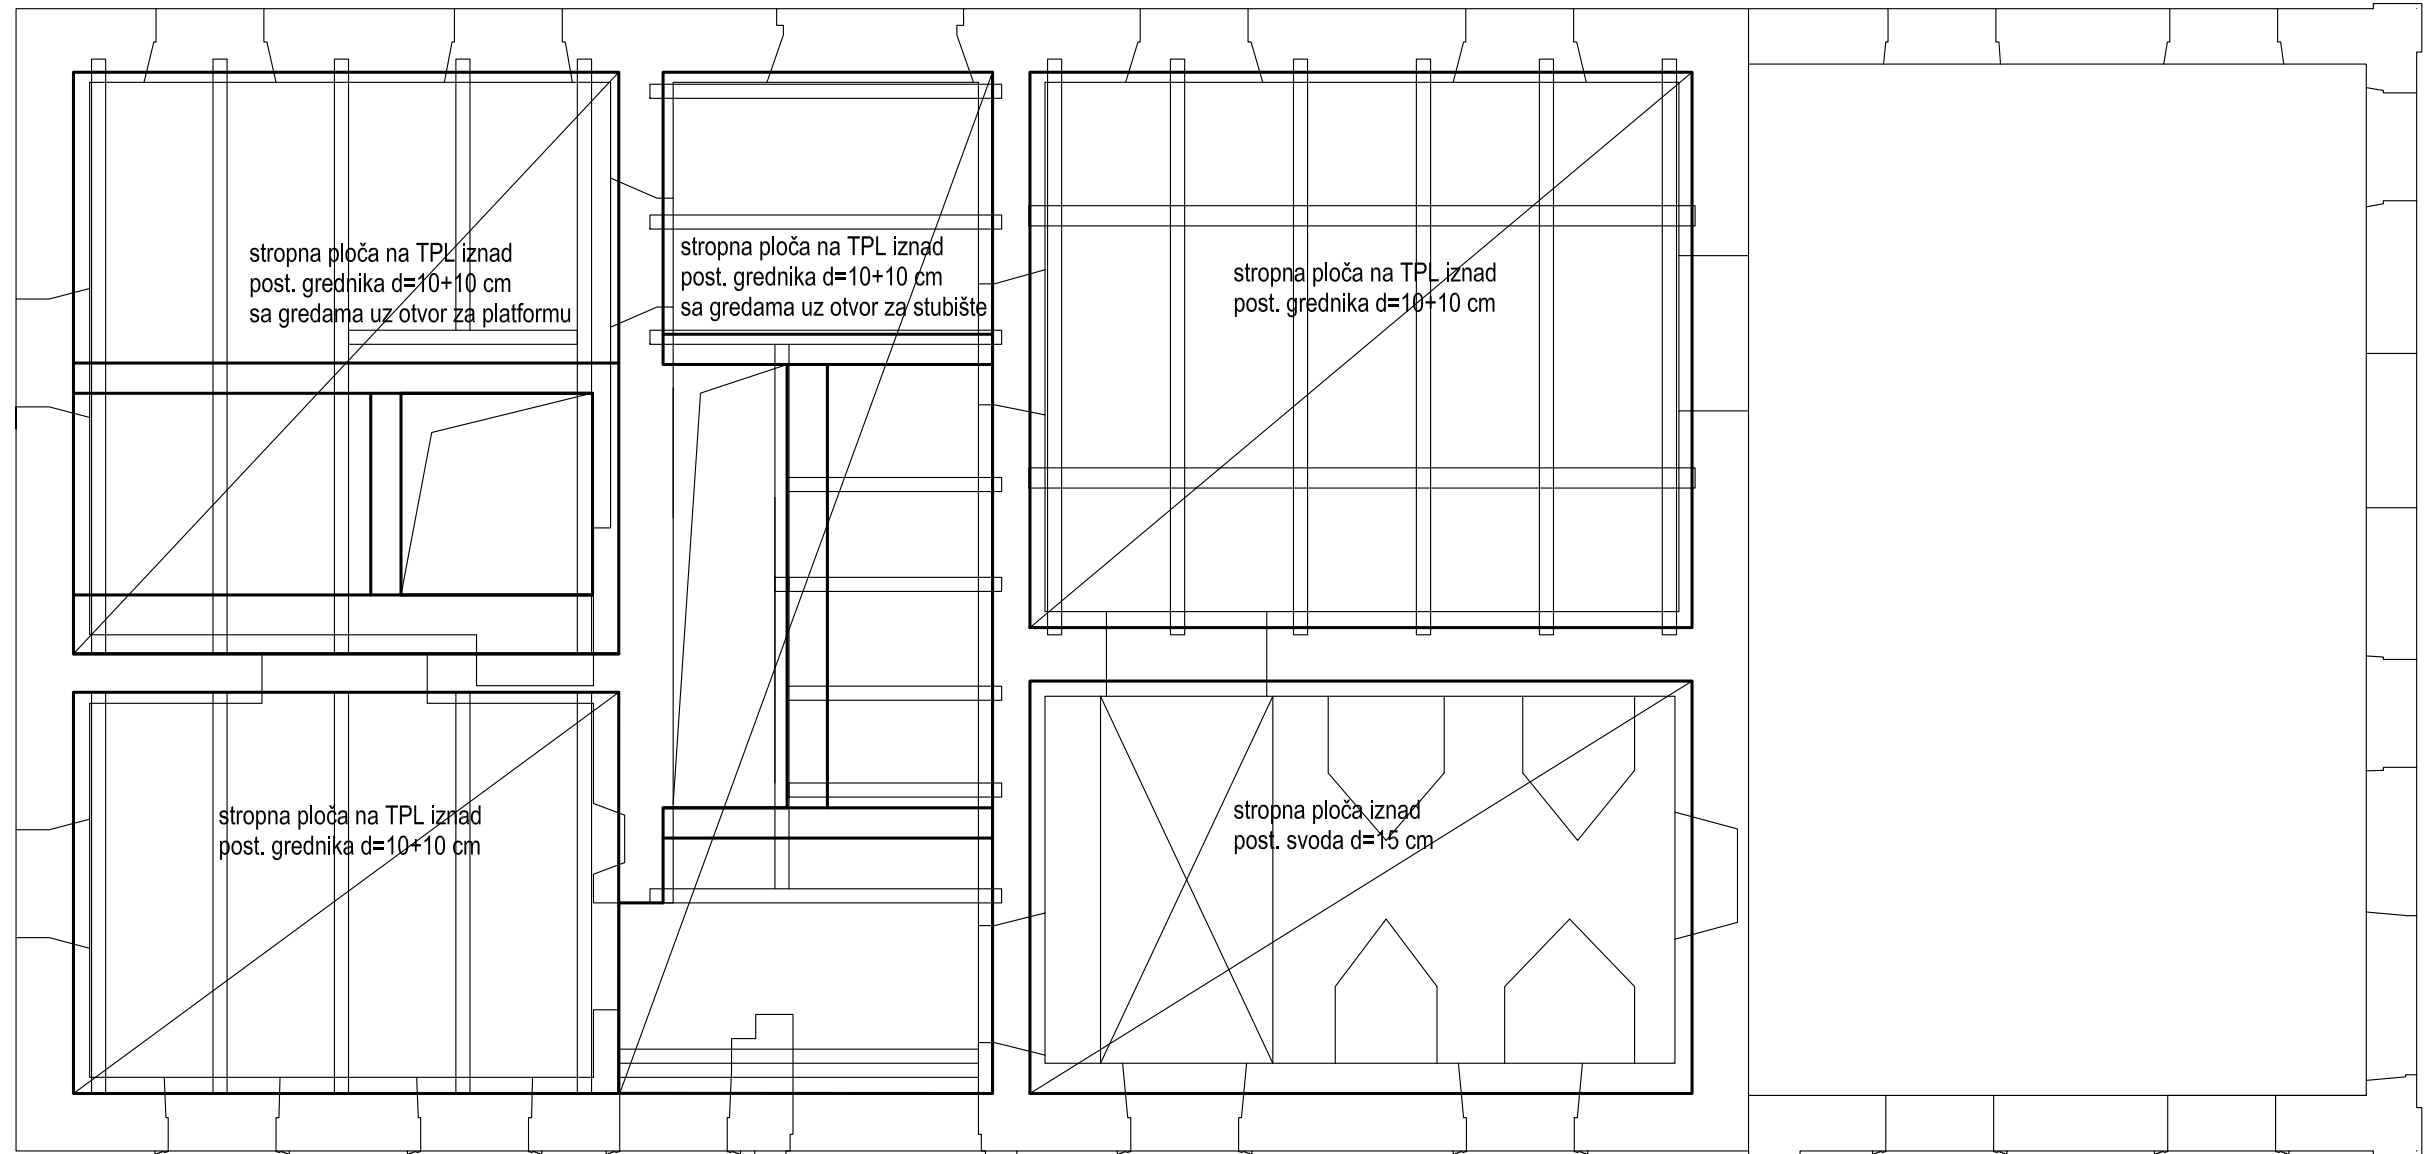 stropna ploča na TPL iznad
post. grednika d=10+10 cm
sa gredama uz otvor za platformu
stropna ploča na TPL iznad
post. grednika d=10+10 cm
sa gredama uz otvor za stubište
stropna ploča na TPL iznad
post. grednika d=10+10 cm
stropna ploča na TPL iznad
post. grednika d=10+10 cm
stropna ploča iznad
post. svoda d=15 cm